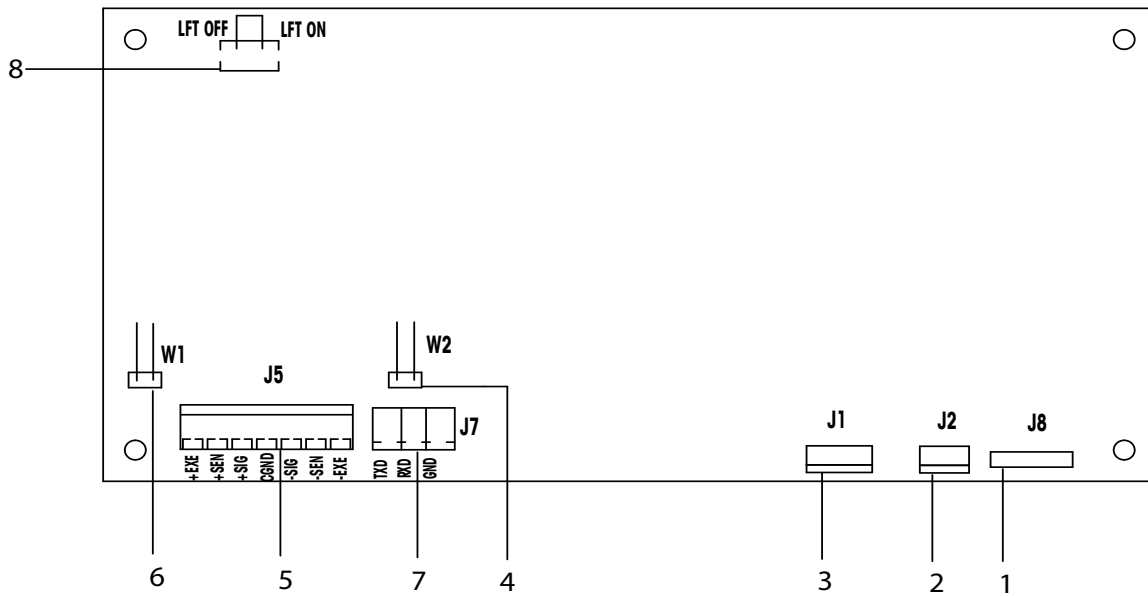 LFT OFF LFT ON
8
W1
J5
W2
J7
J1
J2
J8
+EXE
+SEN
+SIG
CGND
-SIG
-SEN
-EXE
TXD
RXD
GND
6
5
7
4
3
2
1